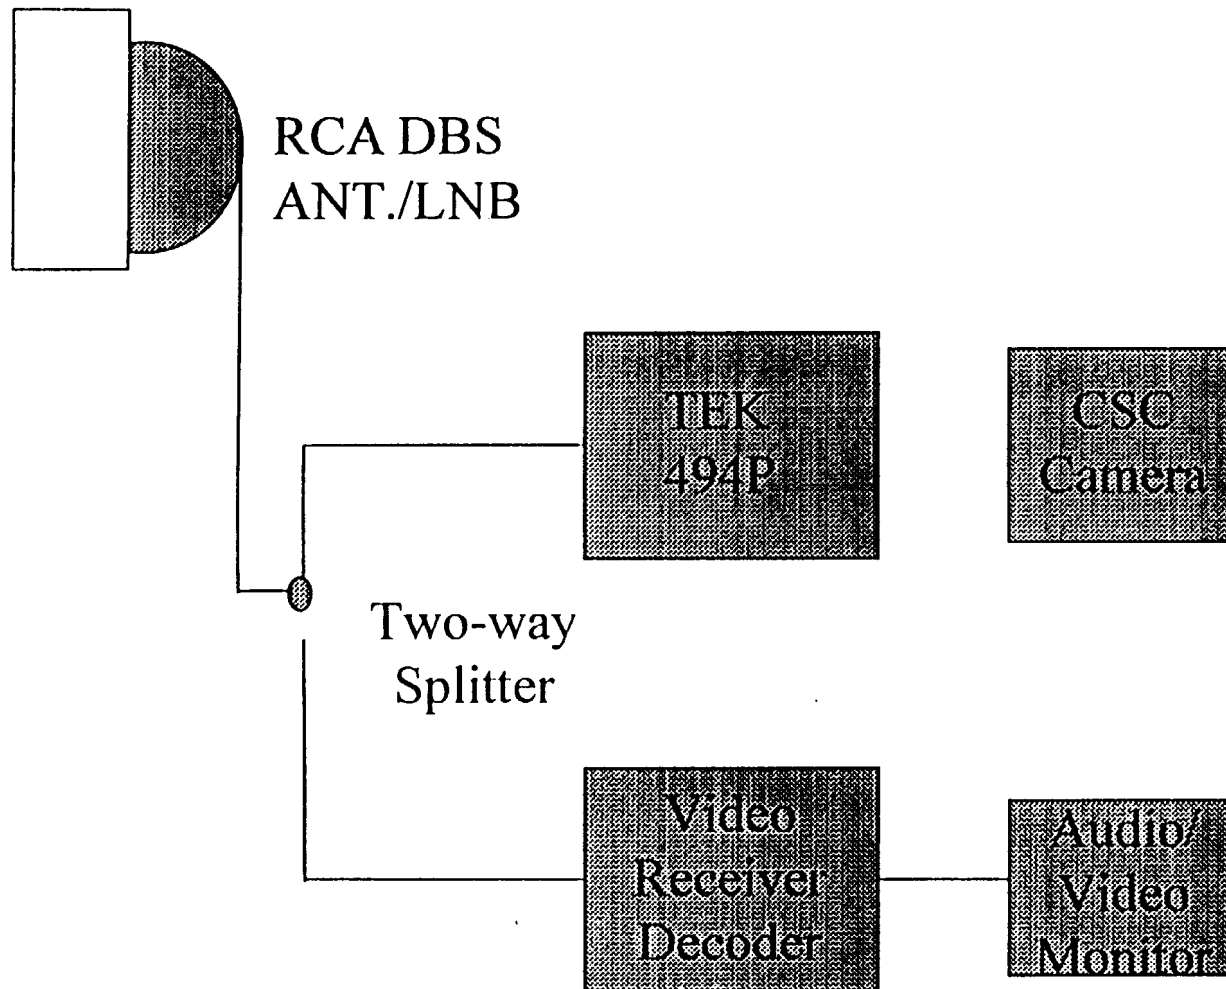 RCA DBS
ANT./LNB
TEK
494P
CSC
Camera
Two-way
Splitter
Video
Receiver
Decoder
Audio/
Video
Monitor